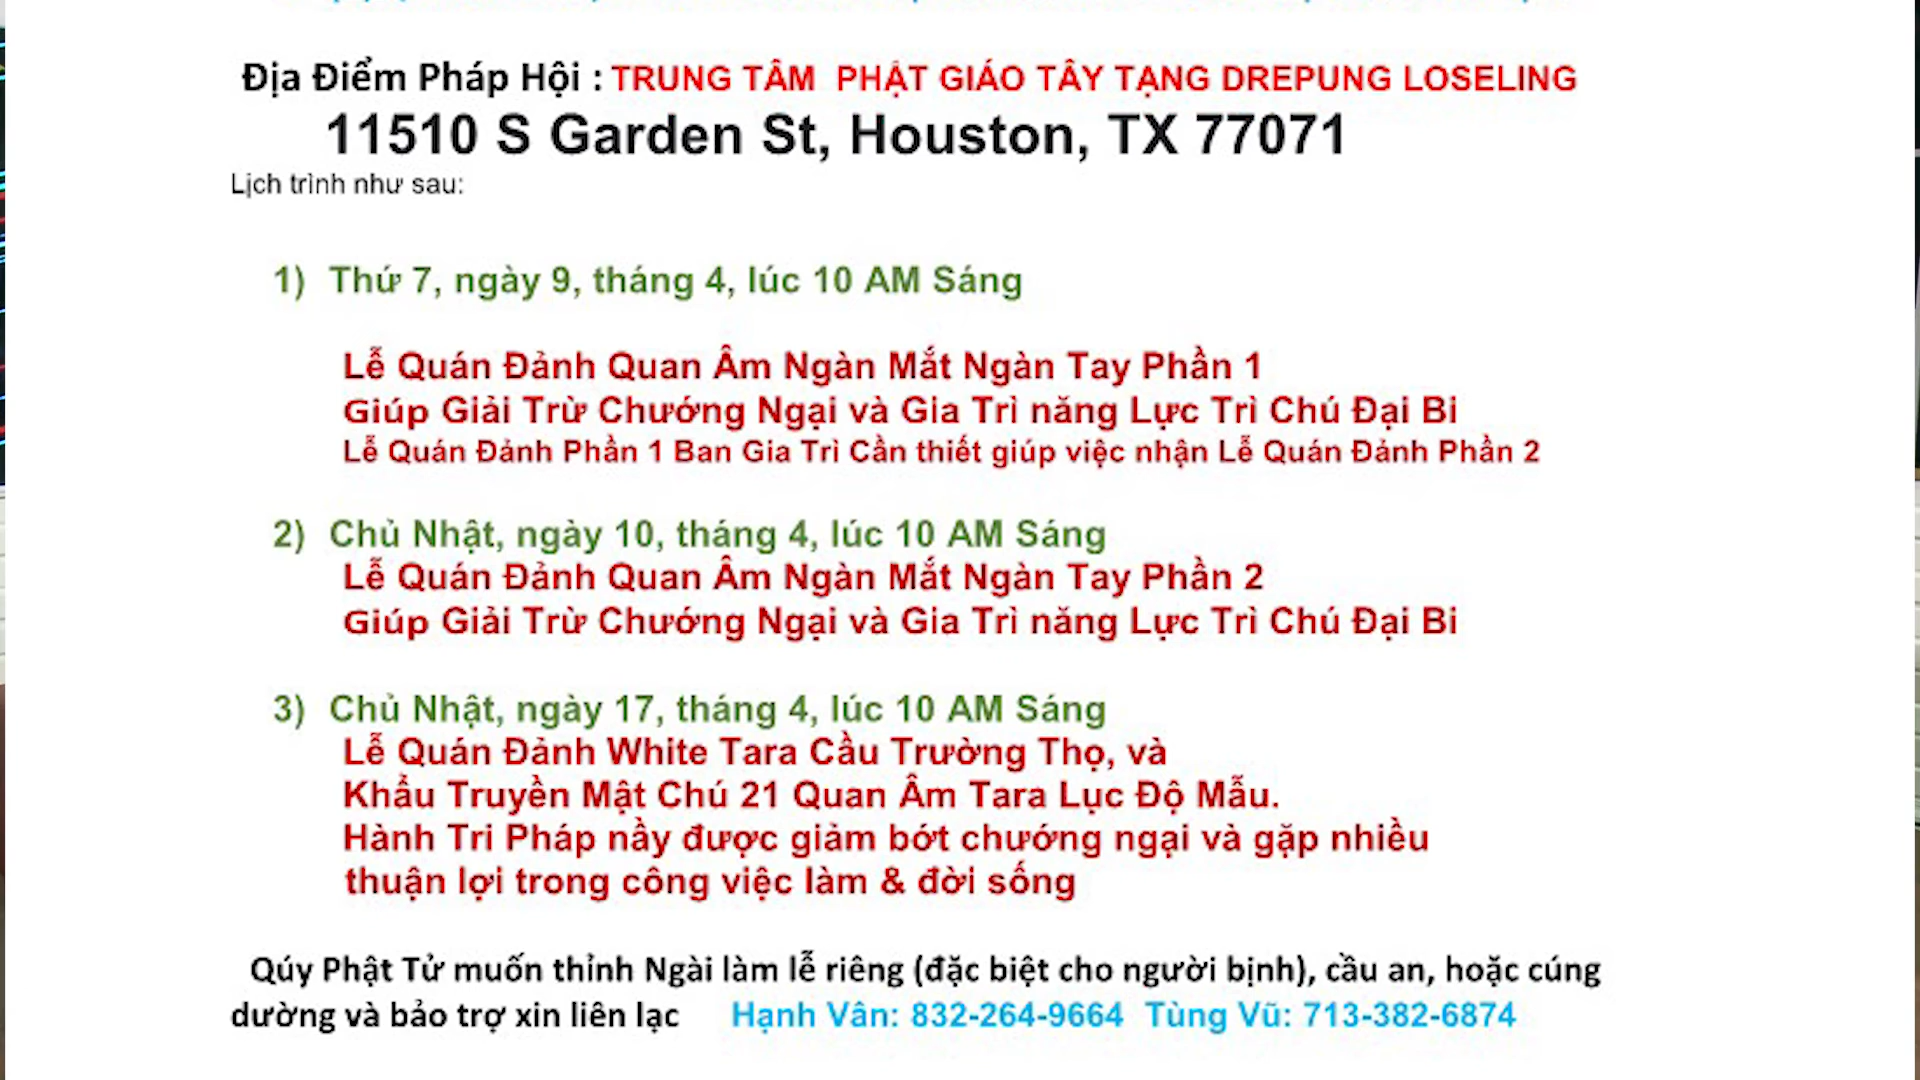 Địa Điểm Pháp Hội : TRUNG TÂM PHẬT GIÁO TÂY TẠNG DREPUNG LOSELING
11510 S Garden St, Houston, TX 77071
Lịch trình như sau:
1) Thứ 7, ngày 9, tháng 4, lúc 10 AM Sáng
Lễ Quán Đảnh Quan Âm Ngàn Mắt Ngàn Tay Phần 1
Giúp Giải Trừ Chướng Ngại và Gia Trì năng Lực Trì Chú Đại Bi
Lễ Quán Đảnh Phần 1 Ban Gia Trì Cần thiết giúp việc nhận Lễ Quán Đảnh Phần 2
2) Chủ Nhật, ngày 10, tháng 4, lúc 10 AM Sáng
Lễ Quán Đảnh Quan Âm Ngàn Mắt Ngàn Tay Phần 2
Giúp Giải Trừ Chướng Ngại và Gia Trì năng Lực Trì Chú Đại Bi
3) Chủ Nhật, ngày 17, tháng 4, lúc 10 AM Sáng
Lễ Quán Đảnh White Tara Cầu Trường Thọ, và
Khẩu Truyền Mật Chú 21 Quan Âm Tara Lục Độ Mẫu.
Hành Tri Pháp nầy được giảm bớt chướng ngại và gặp nhiều
thuận lợi trong công việc làm & đời sống
Qúy Phật Tử muốn thỉnh Ngài làm lễ riêng (đặc biệt cho người bịnh), cầu an, hoặc cúng
dường và bảo trợ xin liên lạc Hạnh Vân: 832-264-9664 Tùng Vũ: 713-382-6874